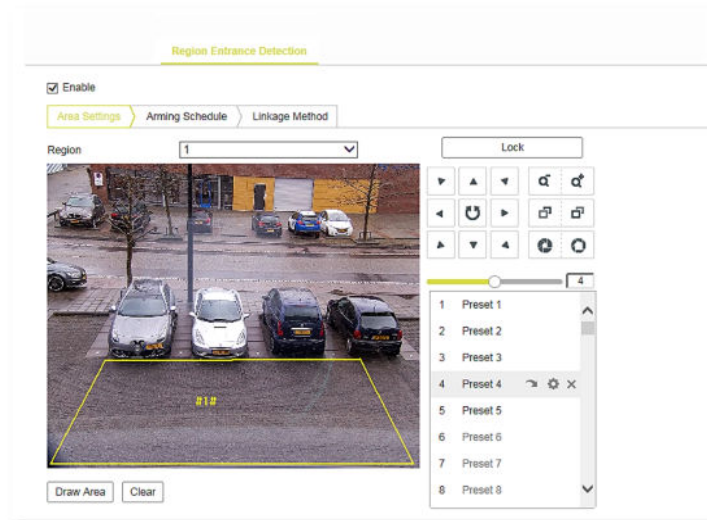 Region Entrance Detection
Enable
Area Settings Arming Schedule Linkage Method
Region 1
Lock
4
#1#
1 Preset 1
2 Preset 2
3 Preset 3
4 Preset 4
5 Preset 5
6 Preset 6
7 Preset 7
8 Preset 8
Draw Area Clear